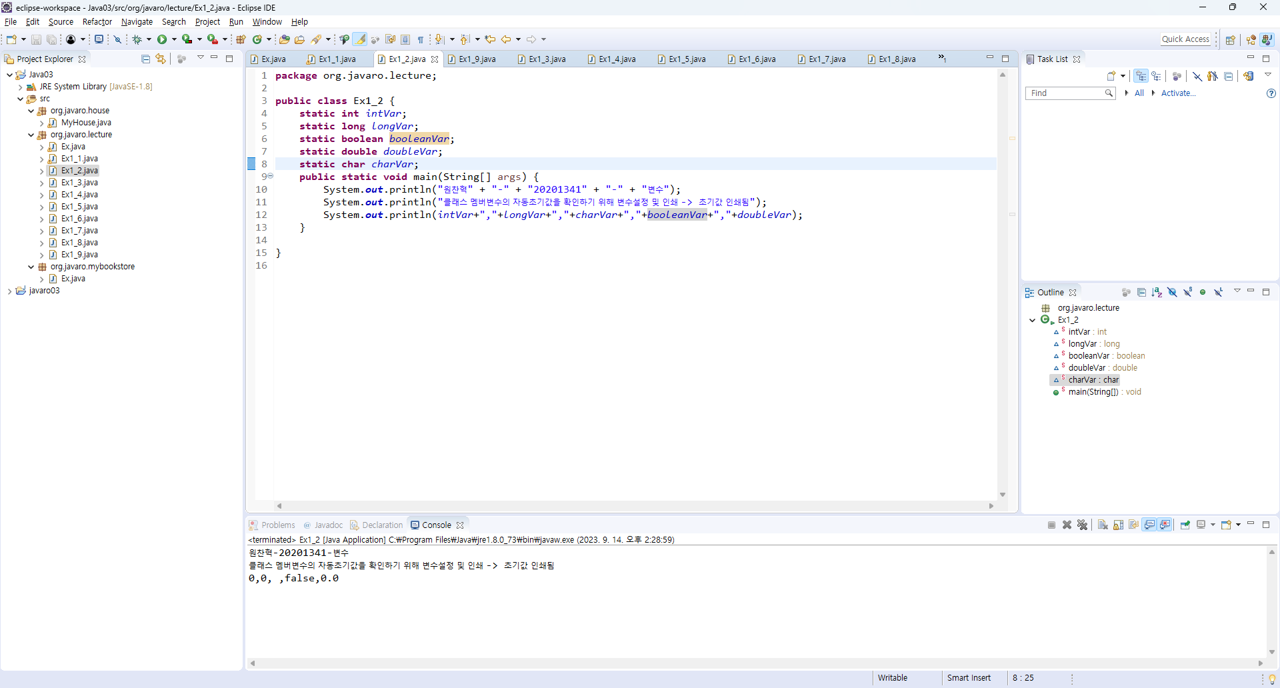 eclipse-workspace - Java03/src/org/javaro/lecture/Ex1_2.java - Eclipse IDE
File Edit Source Refactor Navigate Search Project Run Window Help
Quick Access
Project Explorer
Java03
JRE System Library [JavaSE-1.8]
src
org.javaro.house
MyHouse.java
org.javaro.lecture
Ex.java
Ex1_1.java
Ex1_2.java
Ex1_3.java
Ex1_4.java
Ex1_5.java
Ex1_6.java
Ex1_7.java
Ex1_8.java
Ex1_9.java
org.javaro.mybookstore
Ex.java
javaro03
Ex.java Ex1_1.java Ex1_2.java Ex1_9.java Ex1_3.java Ex1_4.java Ex1_5.java Ex1_6.java Ex1_7.java Ex1_8.java »1
1 package org.javaro.lecture;
2
3 public class Ex1_2 {
4 static int intVar;
5 static long longVar;
6 static boolean booleanVar;
7 static double doubleVar;
8 static char charVar;
9 public static void main(String[] args) {
10 System.out.println("원찬혁" + "-" + "20201341" + "-" + "변수");
11 System.out.println("클래스 멤버변수의 자동초기값을 확인하기 위해 변수설정 및 인쇄 -> 초기값 인쇄됨");
12 System.out.println(intVar+","+longVar+","+charVar+","+booleanVar+","+doubleVar);
13 }
14
15 }
16
Task List
Find All Activate...
Outline
org.javaro.lecture
Ex1_2
intVar : int
longVar : long
booleanVar : boolean
doubleVar : double
charVar : char
main(String[]) : void
Problems Javadoc Declaration Console
<terminated> Ex1_2 [Java Application] C:₩Program Files₩Java₩jre1.8.0_73₩bin₩javaw.exe (2023. 9. 14. 오후 2:28:59)
원찬혁-20201341-변수
클래스 멤버변수의 자동초기값을 확인하기 위해 변수설정 및 인쇄 -> 초기값 인쇄됨
0,0, ,false,0.0
Writable Smart Insert 8 : 25